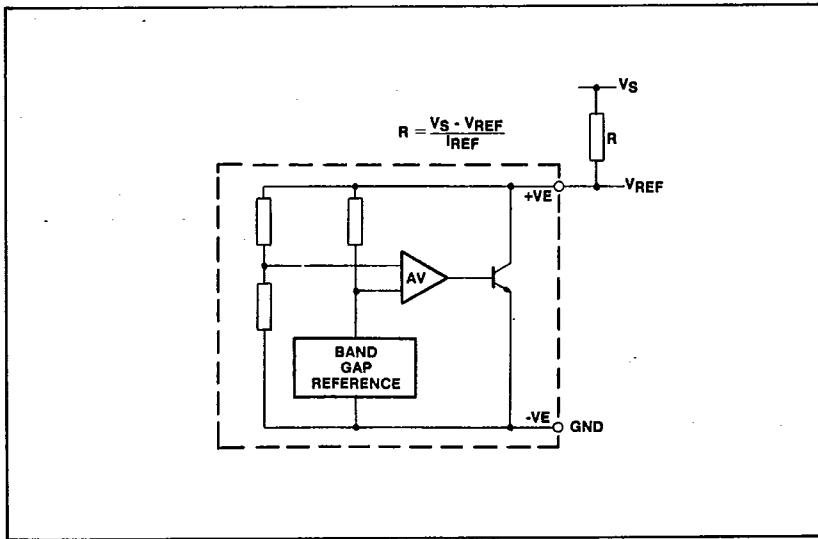 VS
R = VS - VREF
IREF
R
+VE
VREF
AV
BAND
GAP
REFERENCE
-VE
GND